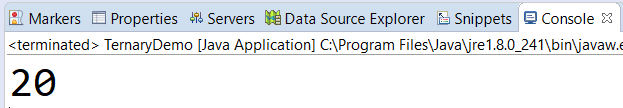 Markers Properties Servers Data Source Explorer Snippets Console
<terminated> TernaryDemo [Java Application] C:\Program Files\Java\jre1.8.0_241\bin\javaw.e
20